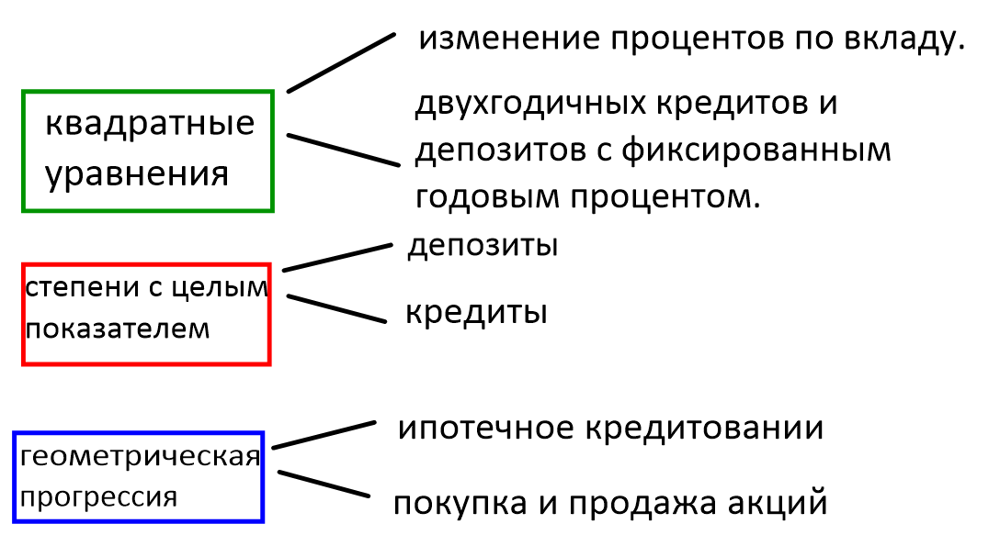 изменение процентов по вкладу.
квадратные
уравнения
двухгодичных кредитов и
депозитов с фиксированным
годовым процентом.
степени с целым
показателем
депозиты
кредиты
геометрическая
прогрессия
ипотечное кредитовании
покупка и продажа акций